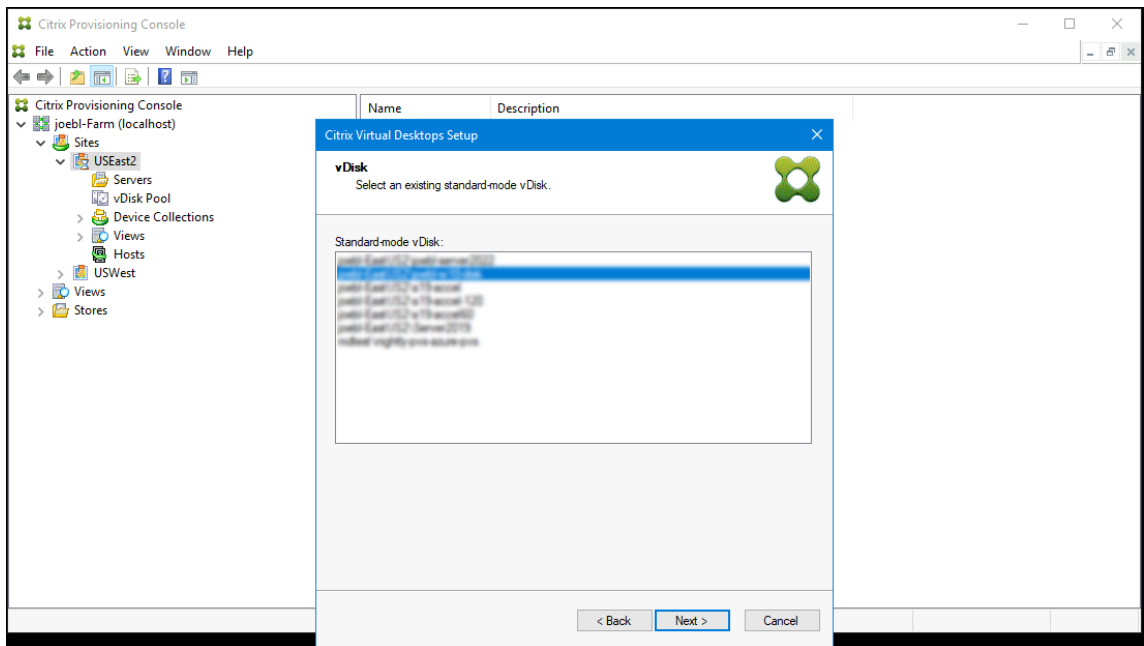 Citrix Provisioning Console
File Action View Window Help
Citrix Provisioning Console
joebl-Farm (localhost)
Sites
USEast2
Servers
vDisk Pool
Device Collections
Views
Hosts
USWest
Views
Stores
Name Description
Citrix Virtual Desktops Setup
vDisk
Select an existing standard-mode vDisk.
Standard-mode vDisk:
< Back Next > Cancel